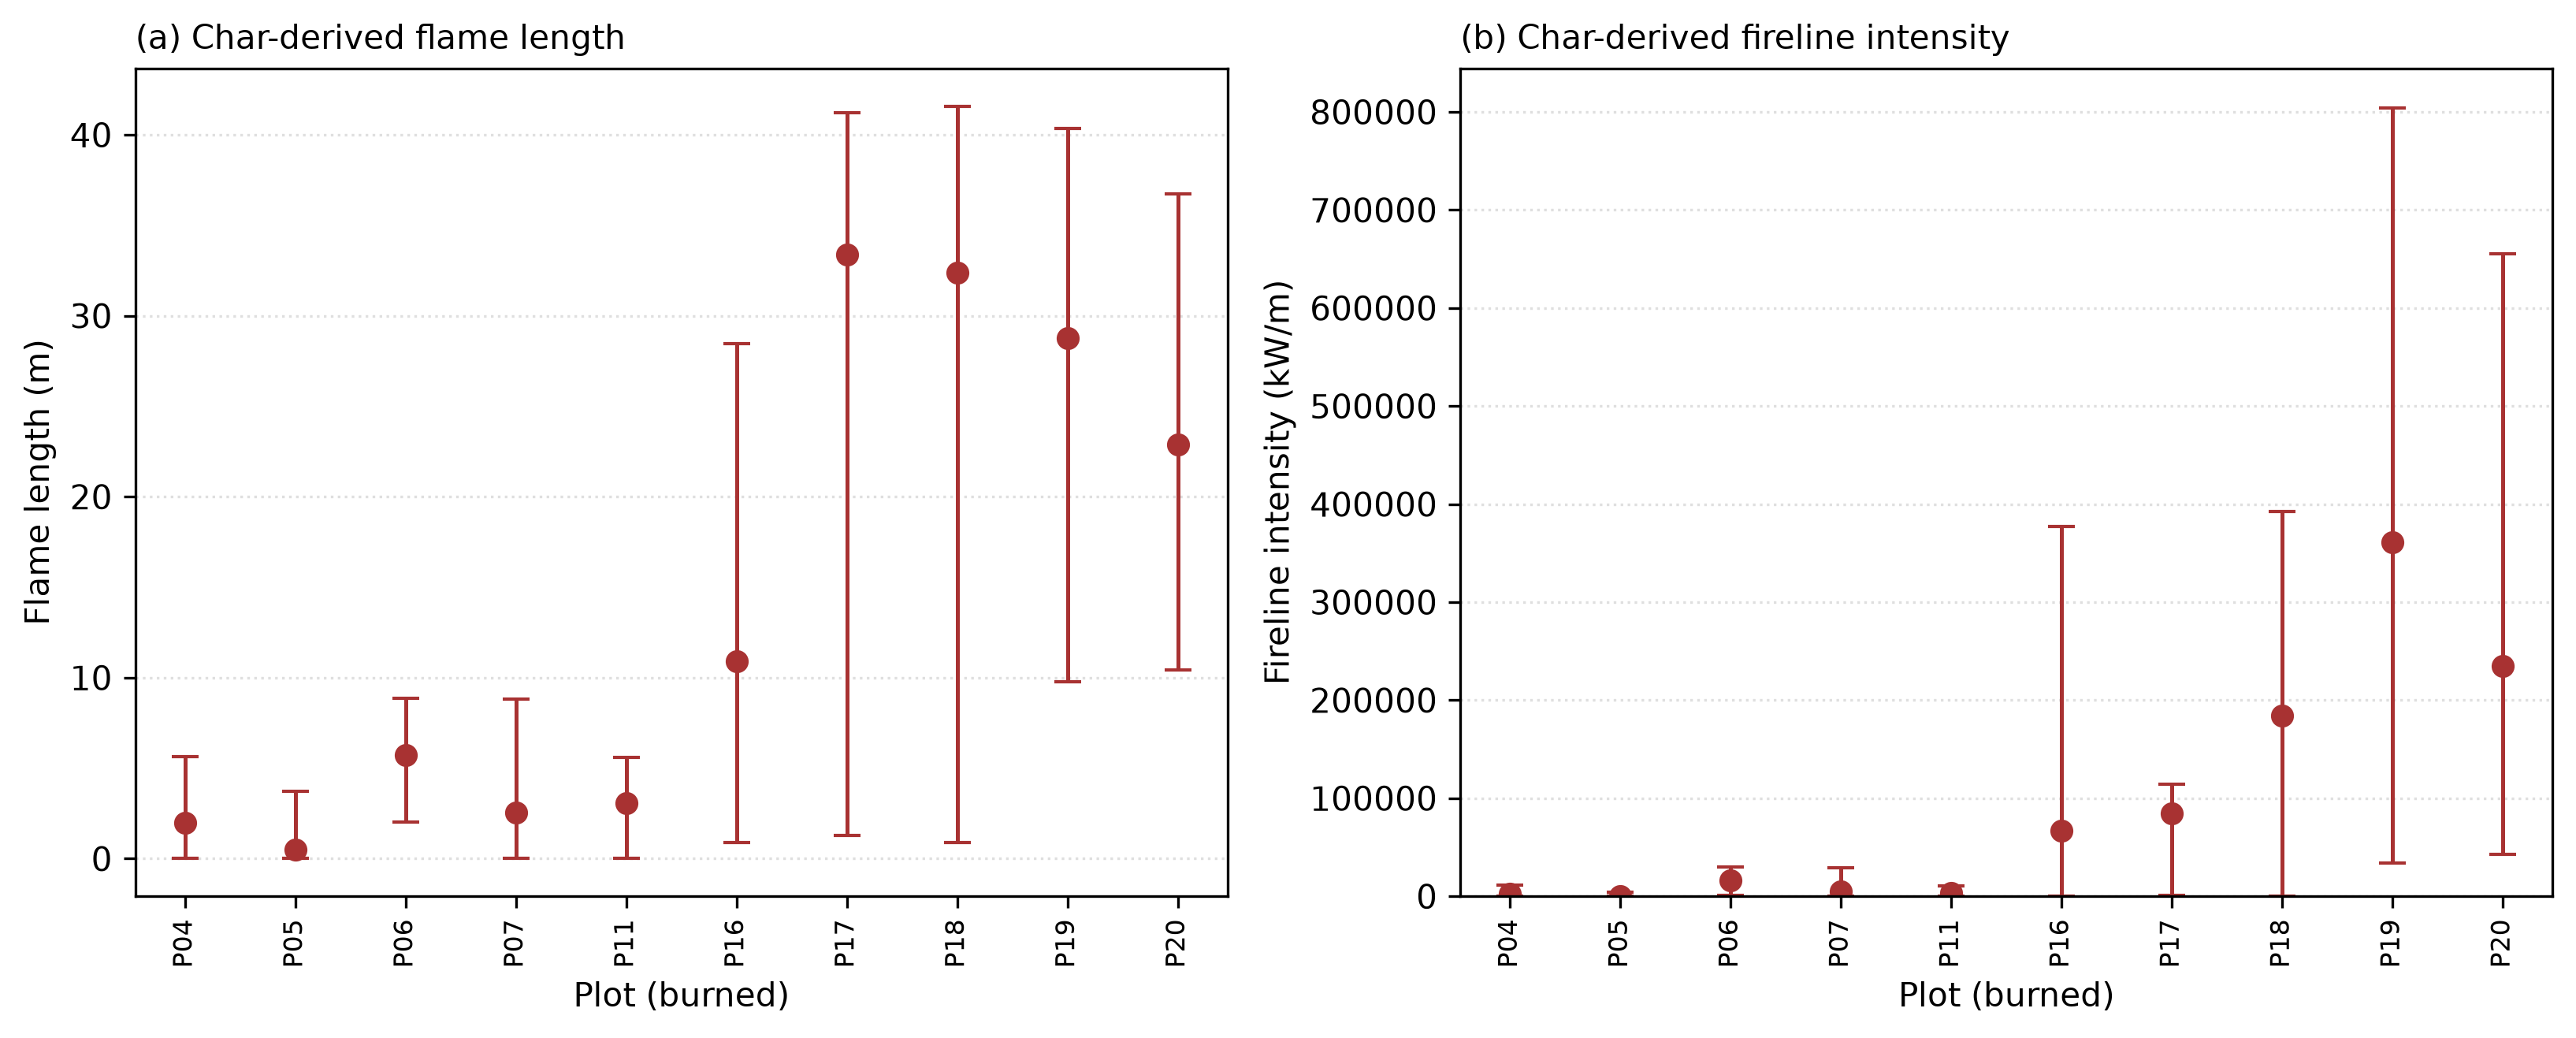 (a) Char-derived flame length
Flame length (m)
40
30
20
10
0
P04
P05
P06
P07
P11
P16
P17
P18
P19
P20
Plot (burned)
(b) Char-derived fireline intensity
Fireline intensity (kW/m)
800000
700000
600000
500000
400000
300000
200000
100000
0
P04
P05
P06
P07
P11
P16
P17
P18
P19
P20
Plot (burned)